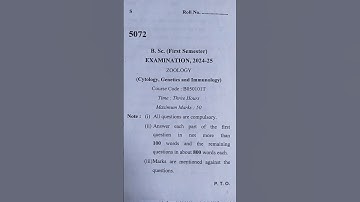 S
Roll No.
5072
B. Sc. (First Semester)
EXAMINATION, 2024-25
ZOOLOGY
(Cytology, Genetics and Immunology)
Course Code : B050101T
Time : Three Hours
Maximum Marks : 50
Note : (i) All questions are compulsory.
(ii) Answer each part of the first
question in not more than
100 words and the remaining
questions in about 800 words each.
(iii) Marks are mentioned against the
questions.
P. T. O.